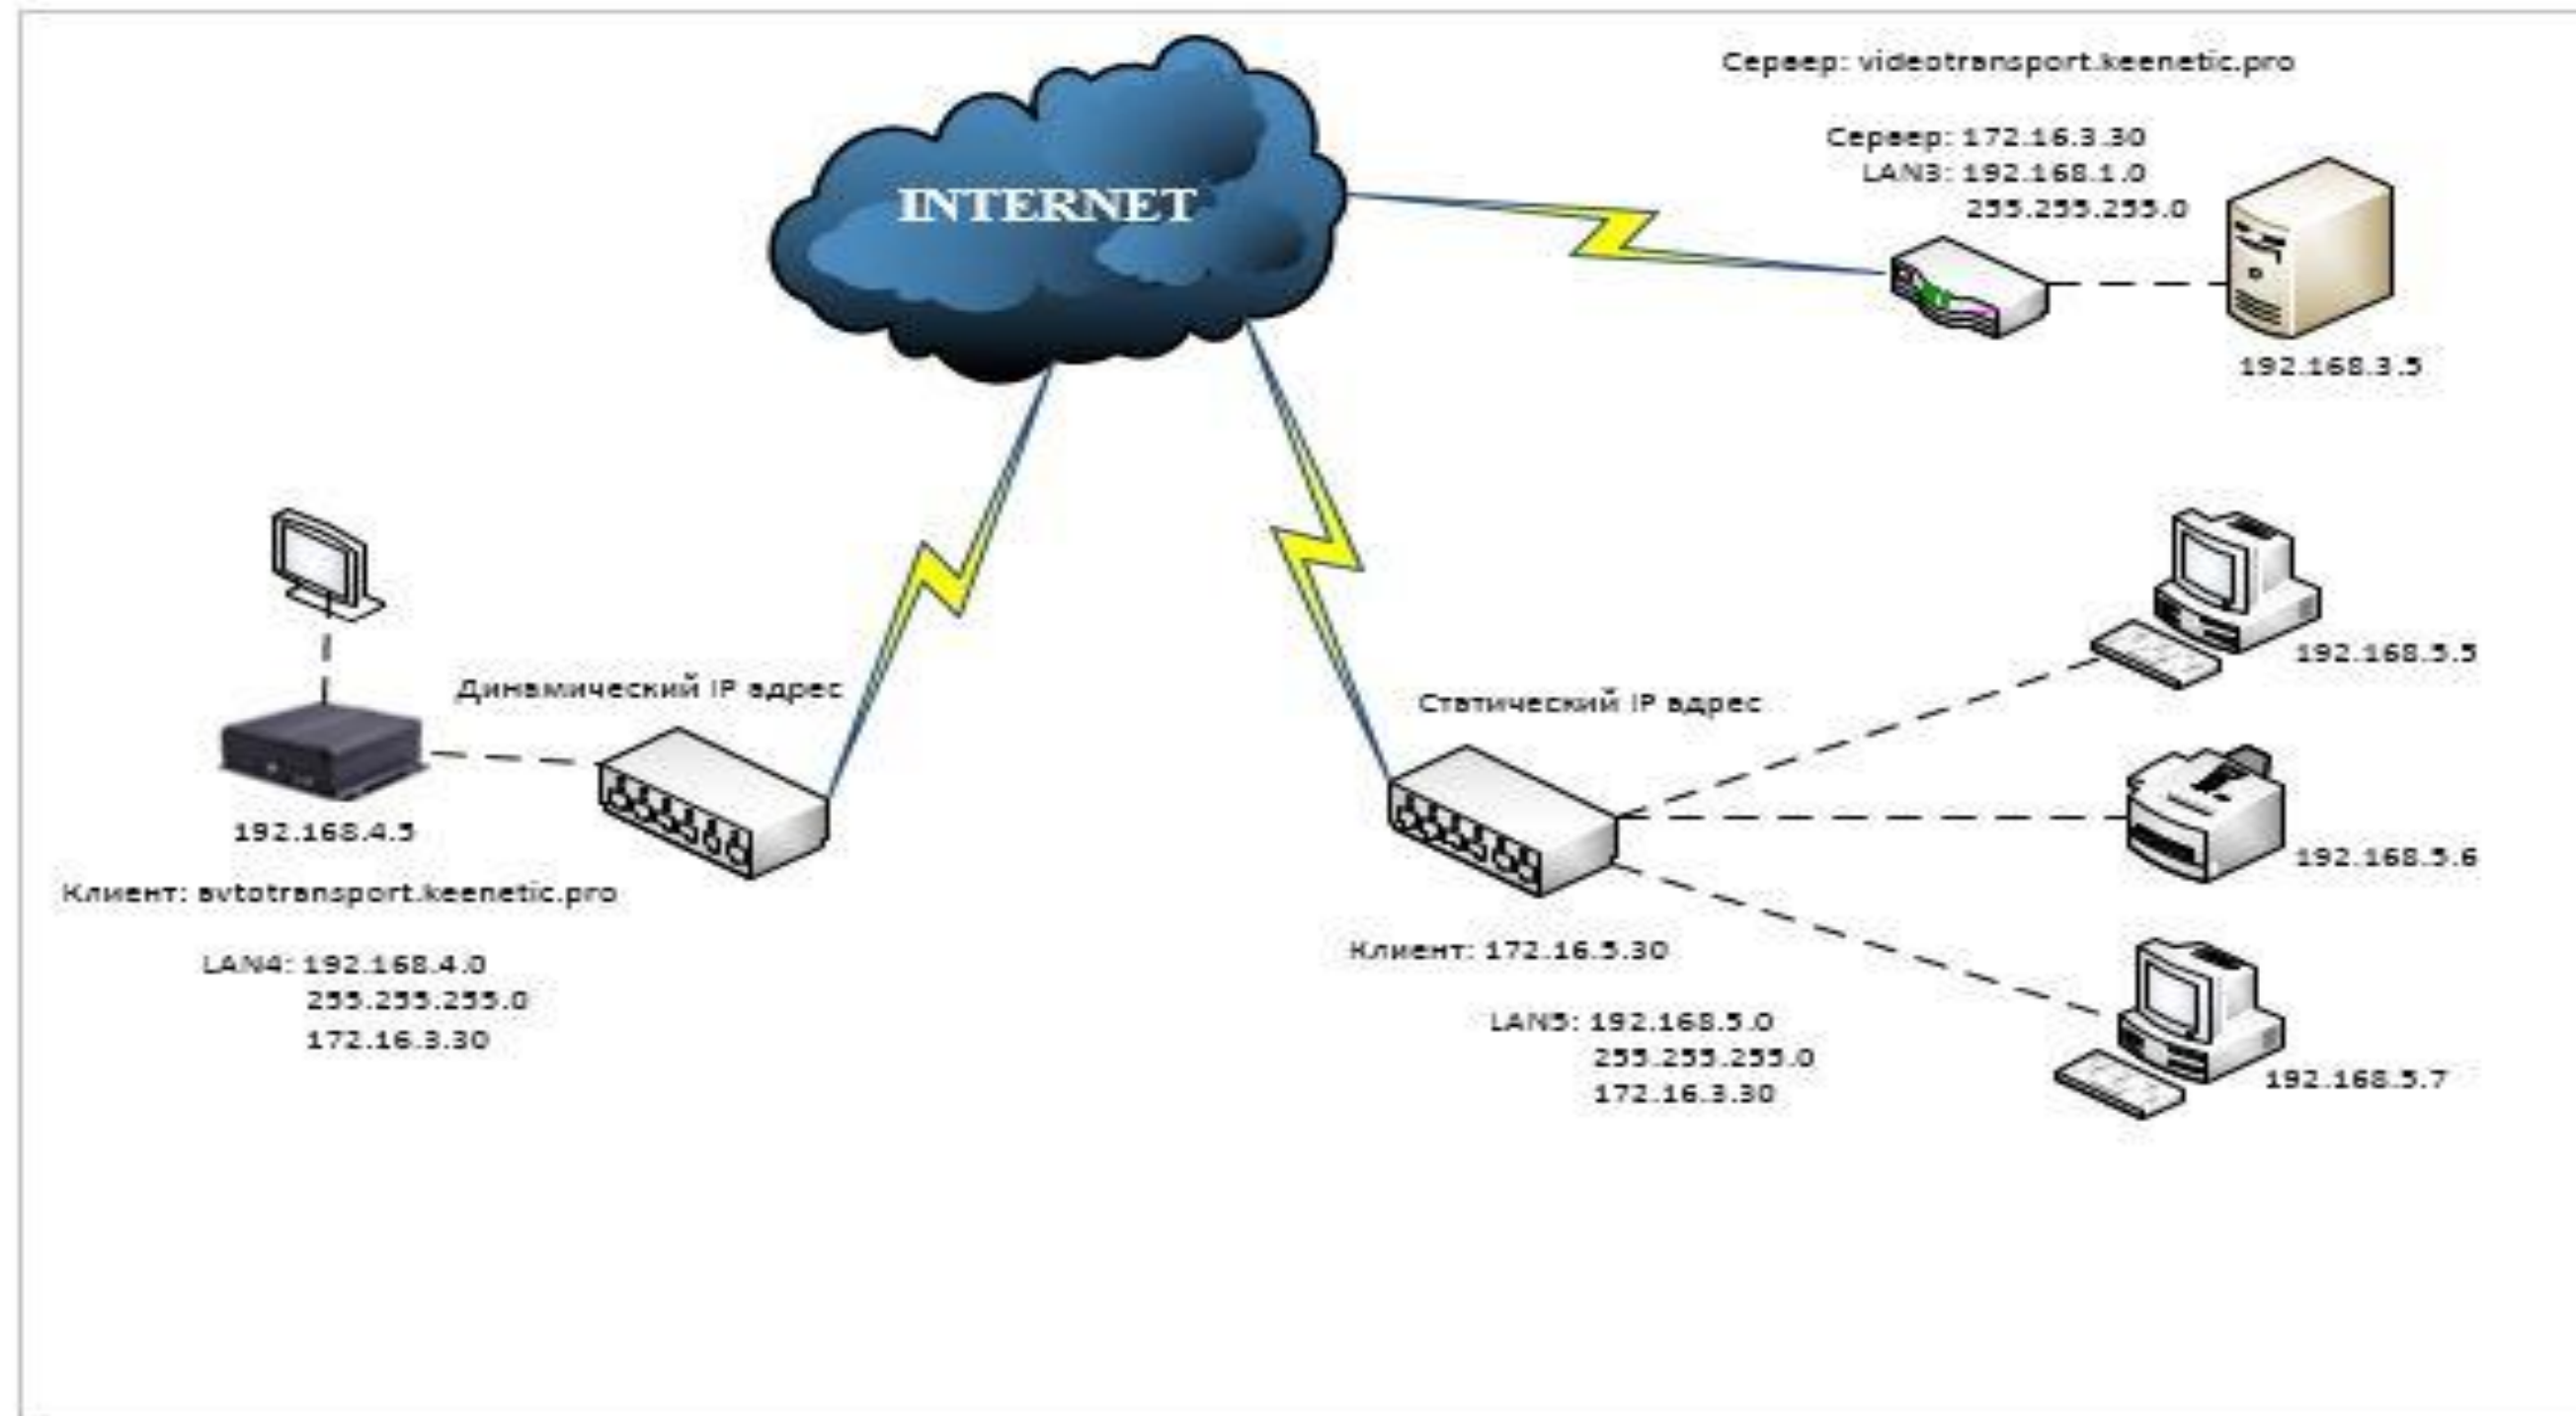 Сервер: videotransport.keenetic.pro
INTERNET
Сервер: 172.16.3.30
LAN3: 192.168.1.0
255.255.255.0
192.168.3.5
192.168.5.5
Динамический IP адрес
Статический IP адрес
192.168.4.5
192.168.5.6
Клиент: avtotransport.keenetic.pro
Клиент: 172.16.5.30
LAN4: 192.168.4.0
255.255.255.0
172.16.3.30
LAN5: 192.168.5.0
255.255.255.0
172.16.3.30
192.168.5.7